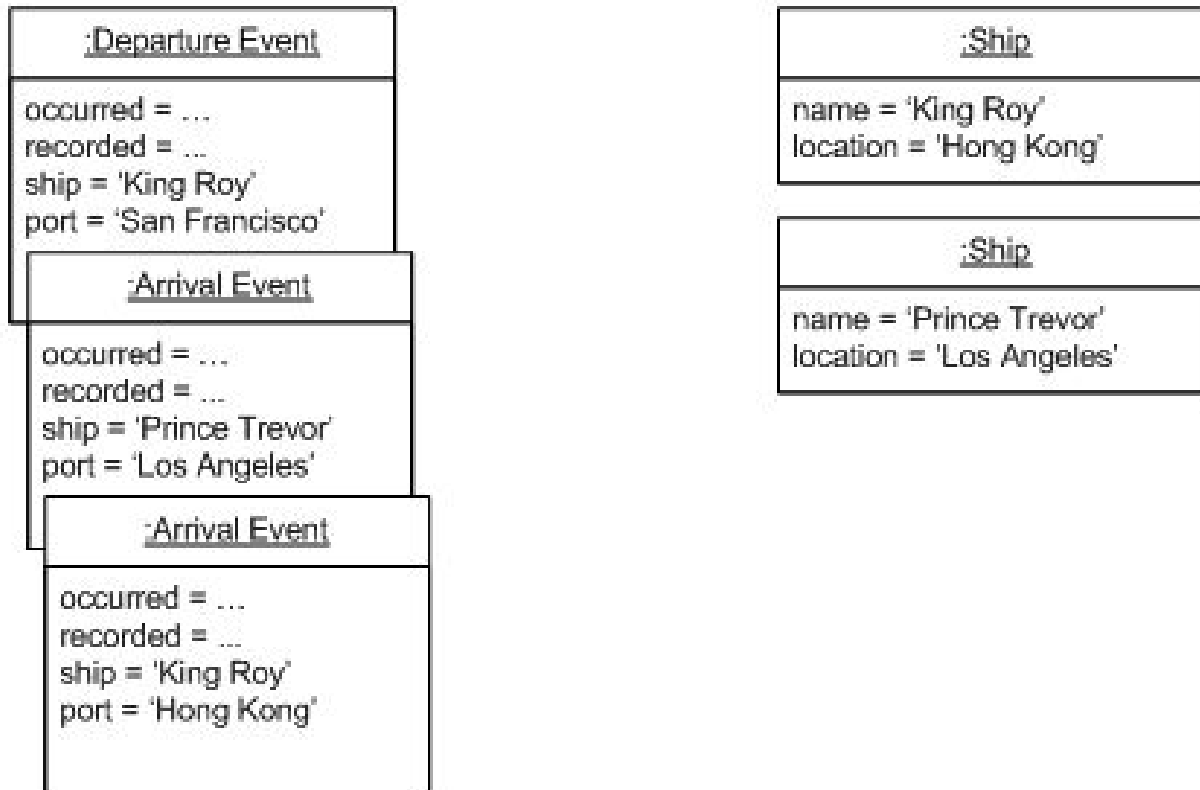 :Departure Event
occurred = ...
recorded = ...
ship = 'King Roy'
port = 'San Francisco'
:Arrival Event
occurred = ...
recorded = ...
ship = 'Prince Trevor'
port = 'Los Angeles'
:Arrival Event
occurred = ...
recorded = ...
ship = 'King Roy'
port = 'Hong Kong'
:Ship
name = 'King Roy'
location = 'Hong Kong'
:Ship
name = 'Prince Trevor'
location = 'Los Angeles'